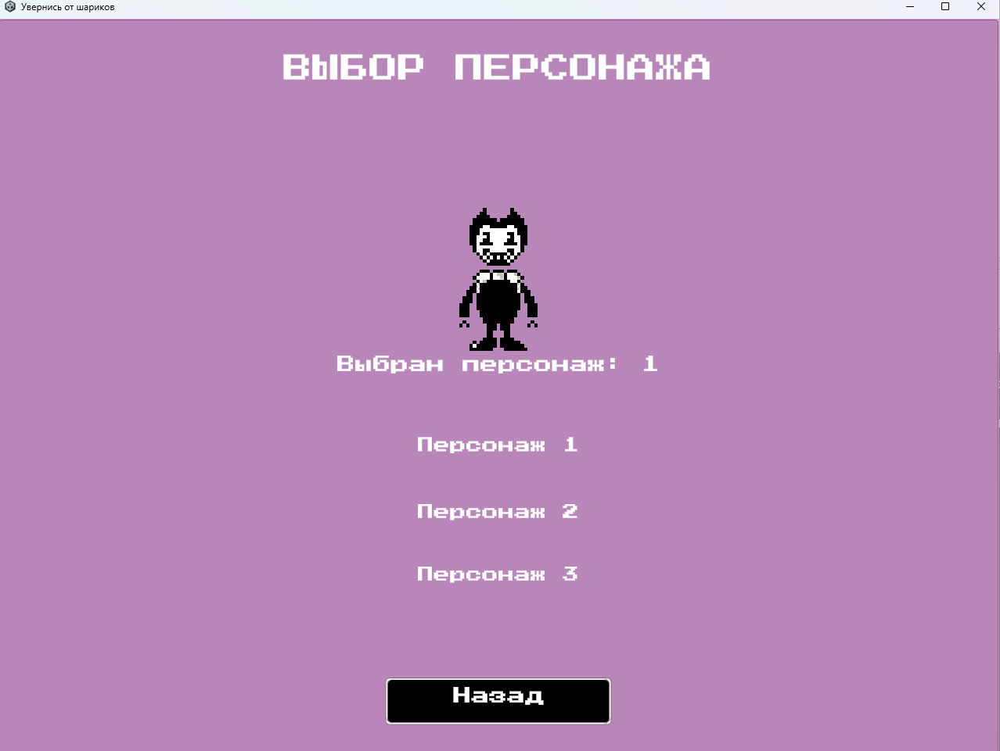 Увернись от шариков
ВЫБОР ПЕРСОНАЖА
Выбран персонаж: 1
Персонаж 1
Персонаж 2
Персонаж 3
Назад